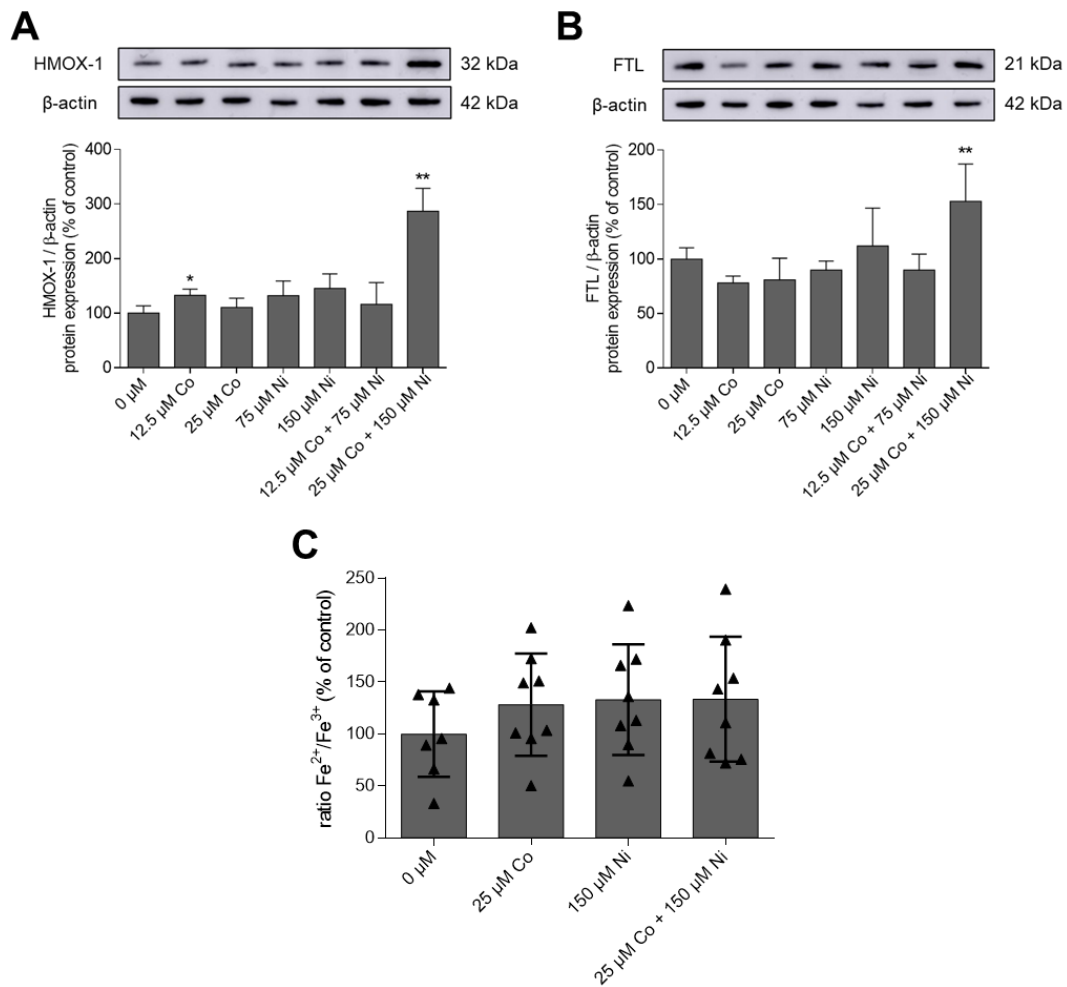 A
HMOX-1
32 kDa
β-actin
42 kDa
HMOX-1 / β-actin
protein expression (% of control)
400
300
200
100
0
*
**
0 µM
12.5 µM Co
25 µM Co
75 µM Ni
150 µM Ni
12.5 µM Co + 75 µM Ni
25 µM Co + 150 µM Ni
B
FTL
21 kDa
β-actin
42 kDa
FTL / β-actin
protein expression (% of control)
200
150
100
50
0
**
0 µM
12.5 µM Co
25 µM Co
75 µM Ni
150 µM Ni
12.5 µM Co + 75 µM Ni
25 µM Co + 150 µM Ni
C
ratio Fe²⁺/Fe³⁺ (% of control)
250
200
150
100
50
0
0 µM
25 µM Co
150 µM Ni
25 µM Co + 150 µM Ni